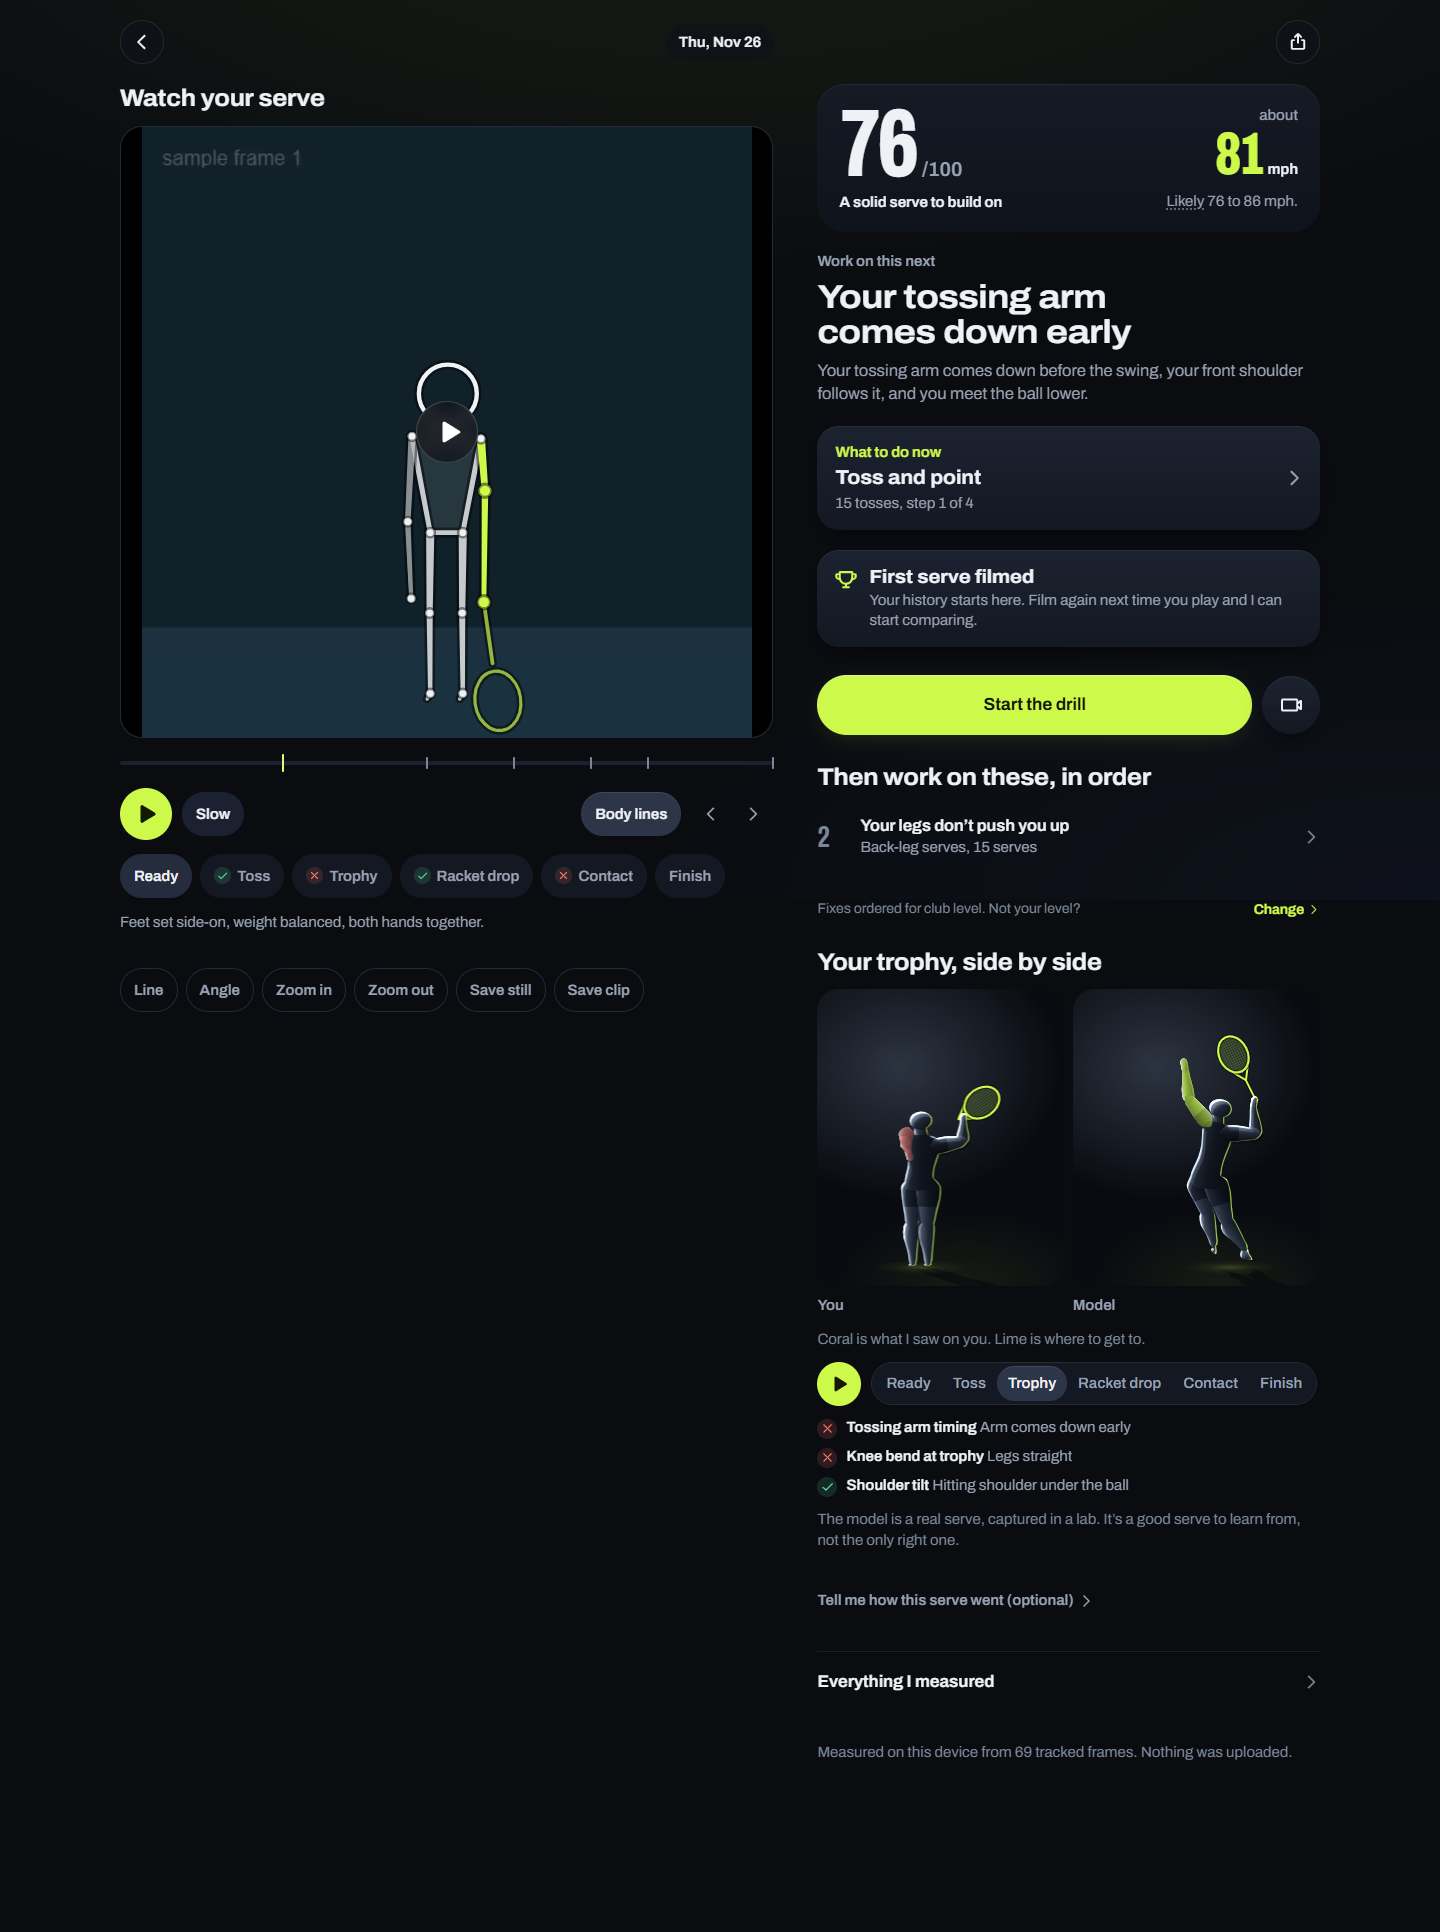 Thu, Nov 26
Watch your serve
sample frame 1
Slow
Body lines
Ready
Toss
Trophy
Racket drop
Contact
Finish
Feet set side-on, weight balanced, both hands together.
Line
Angle
Zoom in
Zoom out
Save still
Save clip
76 /100
A solid serve to build on
about
81 mph
Likely 76 to 86 mph.
Work on this next
Your tossing arm
comes down early
Your tossing arm comes down before the swing, your front shoulder
follows it, and you meet the ball lower.
What to do now
Toss and point
15 tosses, step 1 of 4
First serve filmed
Your history starts here. Film again next time you play and I can
start comparing.
Start the drill
Then work on these, in order
2
Your legs don’t push you up
Back-leg serves, 15 serves
Fixes ordered for club level. Not your level?
Change
Your trophy, side by side
You
Model
Coral is what I saw on you. Lime is where to get to.
Ready
Toss
Trophy
Racket drop
Contact
Finish
Tossing arm timing Arm comes down early
Knee bend at trophy Legs straight
Shoulder tilt Hitting shoulder under the ball
The model is a real serve, captured in a lab. It’s a good serve to learn from,
not the only right one.
Tell me how this serve went (optional)
Everything I measured
Measured on this device from 69 tracked frames. Nothing was uploaded.